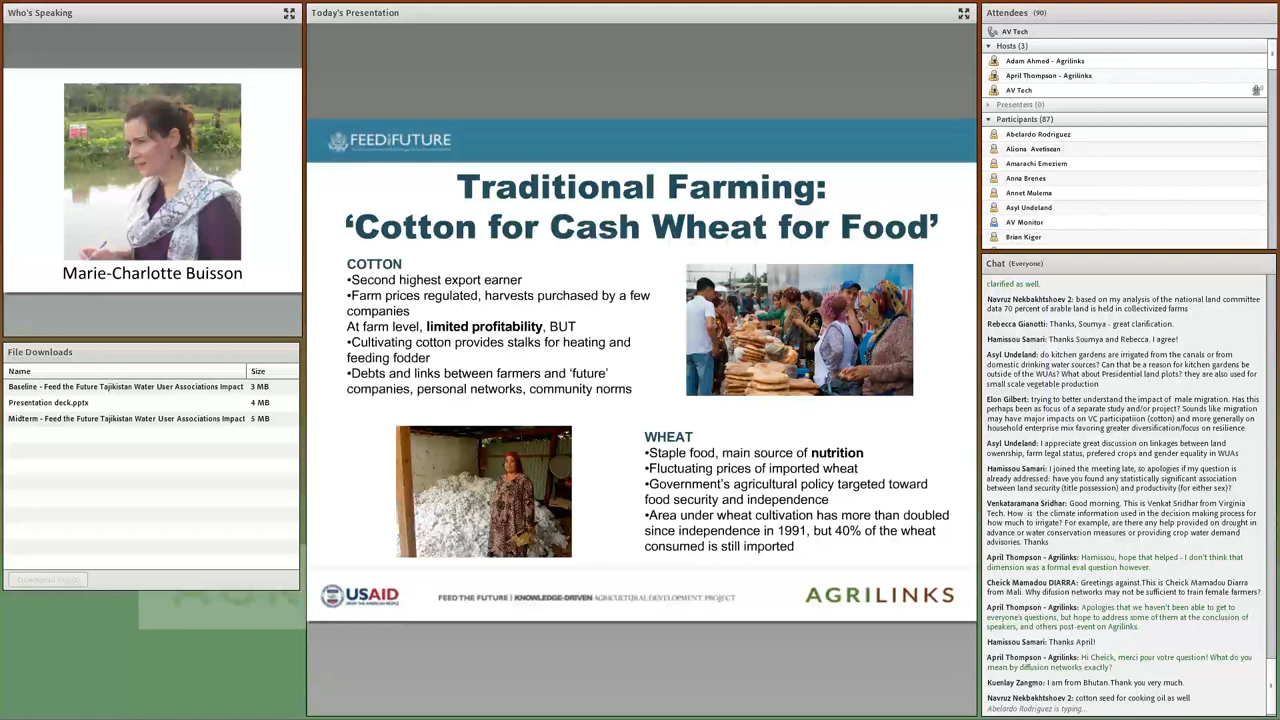 Who's Speaking
Marie-Charlotte Buisson
File Downloads
Name Size
Baseline - Feed the Future Tajikistan Water User Associations Impact 3 MB
Presentation deck.pptx 4 MB
Midterm - Feed the Future Tajikistan Water User Associations Impact 5 MB
Today's Presentation
FEED THE FUTURE
Traditional Farming:
‘Cotton for Cash Wheat for Food’
COTTON
•Second highest export earner
•Farm prices regulated, harvests purchased by a few
companies
At farm level, limited profitability, BUT
•Cultivating cotton provides stalks for heating and
feeding fodder
•Debts and links between farmers and ‘future’
companies, personal networks, community norms
WHEAT
•Staple food, main source of nutrition
•Fluctuating prices of imported wheat
•Government’s agricultural policy targeted toward
food security and independence
•Area under wheat cultivation has more than doubled
since independence in 1991, but 40% of the wheat
consumed is still imported
USAID
FROM THE AMERICAN PEOPLE
FEED THE FUTURE | KNOWLEDGE-DRIVEN AGRICULTURAL DEVELOPMENT PROJECT
AGRILINKS
Attendees (90)
AV Tech
Hosts (3)
Adam Ahmed - Agrilinks
April Thompson - Agrilinks
AV Tech
Presenters (0)
Participants (87)
Abelardo Rodriguez
Aliona Avetisean
Amarachi Emeziem
Anna Brenes
Annet Mulema
Asyl Undeland
AV Monitor
Brian Kiger
Chat (Everyone)
clarified as well.
Navruz Nekbakhtshoev 2: based on my analysis of the national land committee
data 70 percent of arable land is held in collectivized farms
Rebecca Gianotti: Thanks, Soumya - great clarification.
Hamissou Samari: Thanks Soumya and Rebecca. I agree!
Asyl Undeland: do kitchen gardens are irrigated from the canals or from
domestic drinking water sources? Can that be a reason for kitchen gardens be
outside of the WUAs? What about Presidential land plots? they are also used for
small scale vegetable production
Elon Gilbert: trying to better understand the impact of male migration. Has this
perhaps been as focus of a separate study and/or project? Sounds like migration
may have major impacts on VC participtiion (cotton) and more generally on
household enterprise mix favoring greater diversification/focus on resilience
Asyl Undeland: I appreciate great discussion on linkages between land
owenrship, farm legal status, prefered crops and gender equality in WUAs
Hamissou Samari: I joined the meeting late, so apologies if my question is
already addressed: have you found any statistically significant association
between land security (title possession) and productivity (for either sex)?
Venkataramana Sridhar: Good morning. This is Venkat Sridhar from Virginia
Tech. How is the climate information used in the decision making process for
how much to irrigate? For example, are there any help provided on drought in
advance or water conservation measures or providing crop water demand
advisories. Thanks
April Thompson - Agrilinks: Hamissou, hope that helped - I don't think that
dimension was a formal eval question however.
Cheick Mamadou DIARRA: Greetings against.This is Cheick Mamadou Diarra
from Mali. Why difusion networks may not be sufficient to train female farmers?
April Thompson - Agrilinks: Apologies that we haven't been able to get to
everyone's questions, but hope to address some of them at the conclusion of
speakers, and others post-event on Agrilinks.
Hamissou Samari: Thanks April!
April Thompson - Agrilinks: Hi Cheick, merci pour votre question! What do you
mean by diffusion networks exactly?
Kuenlay Zangmo: I am from Bhutan.Thank you very much.
Navruz Nekbakhtshoev 2: cotton seed for cooking oil as well
Abelardo Rodriguez is typing...